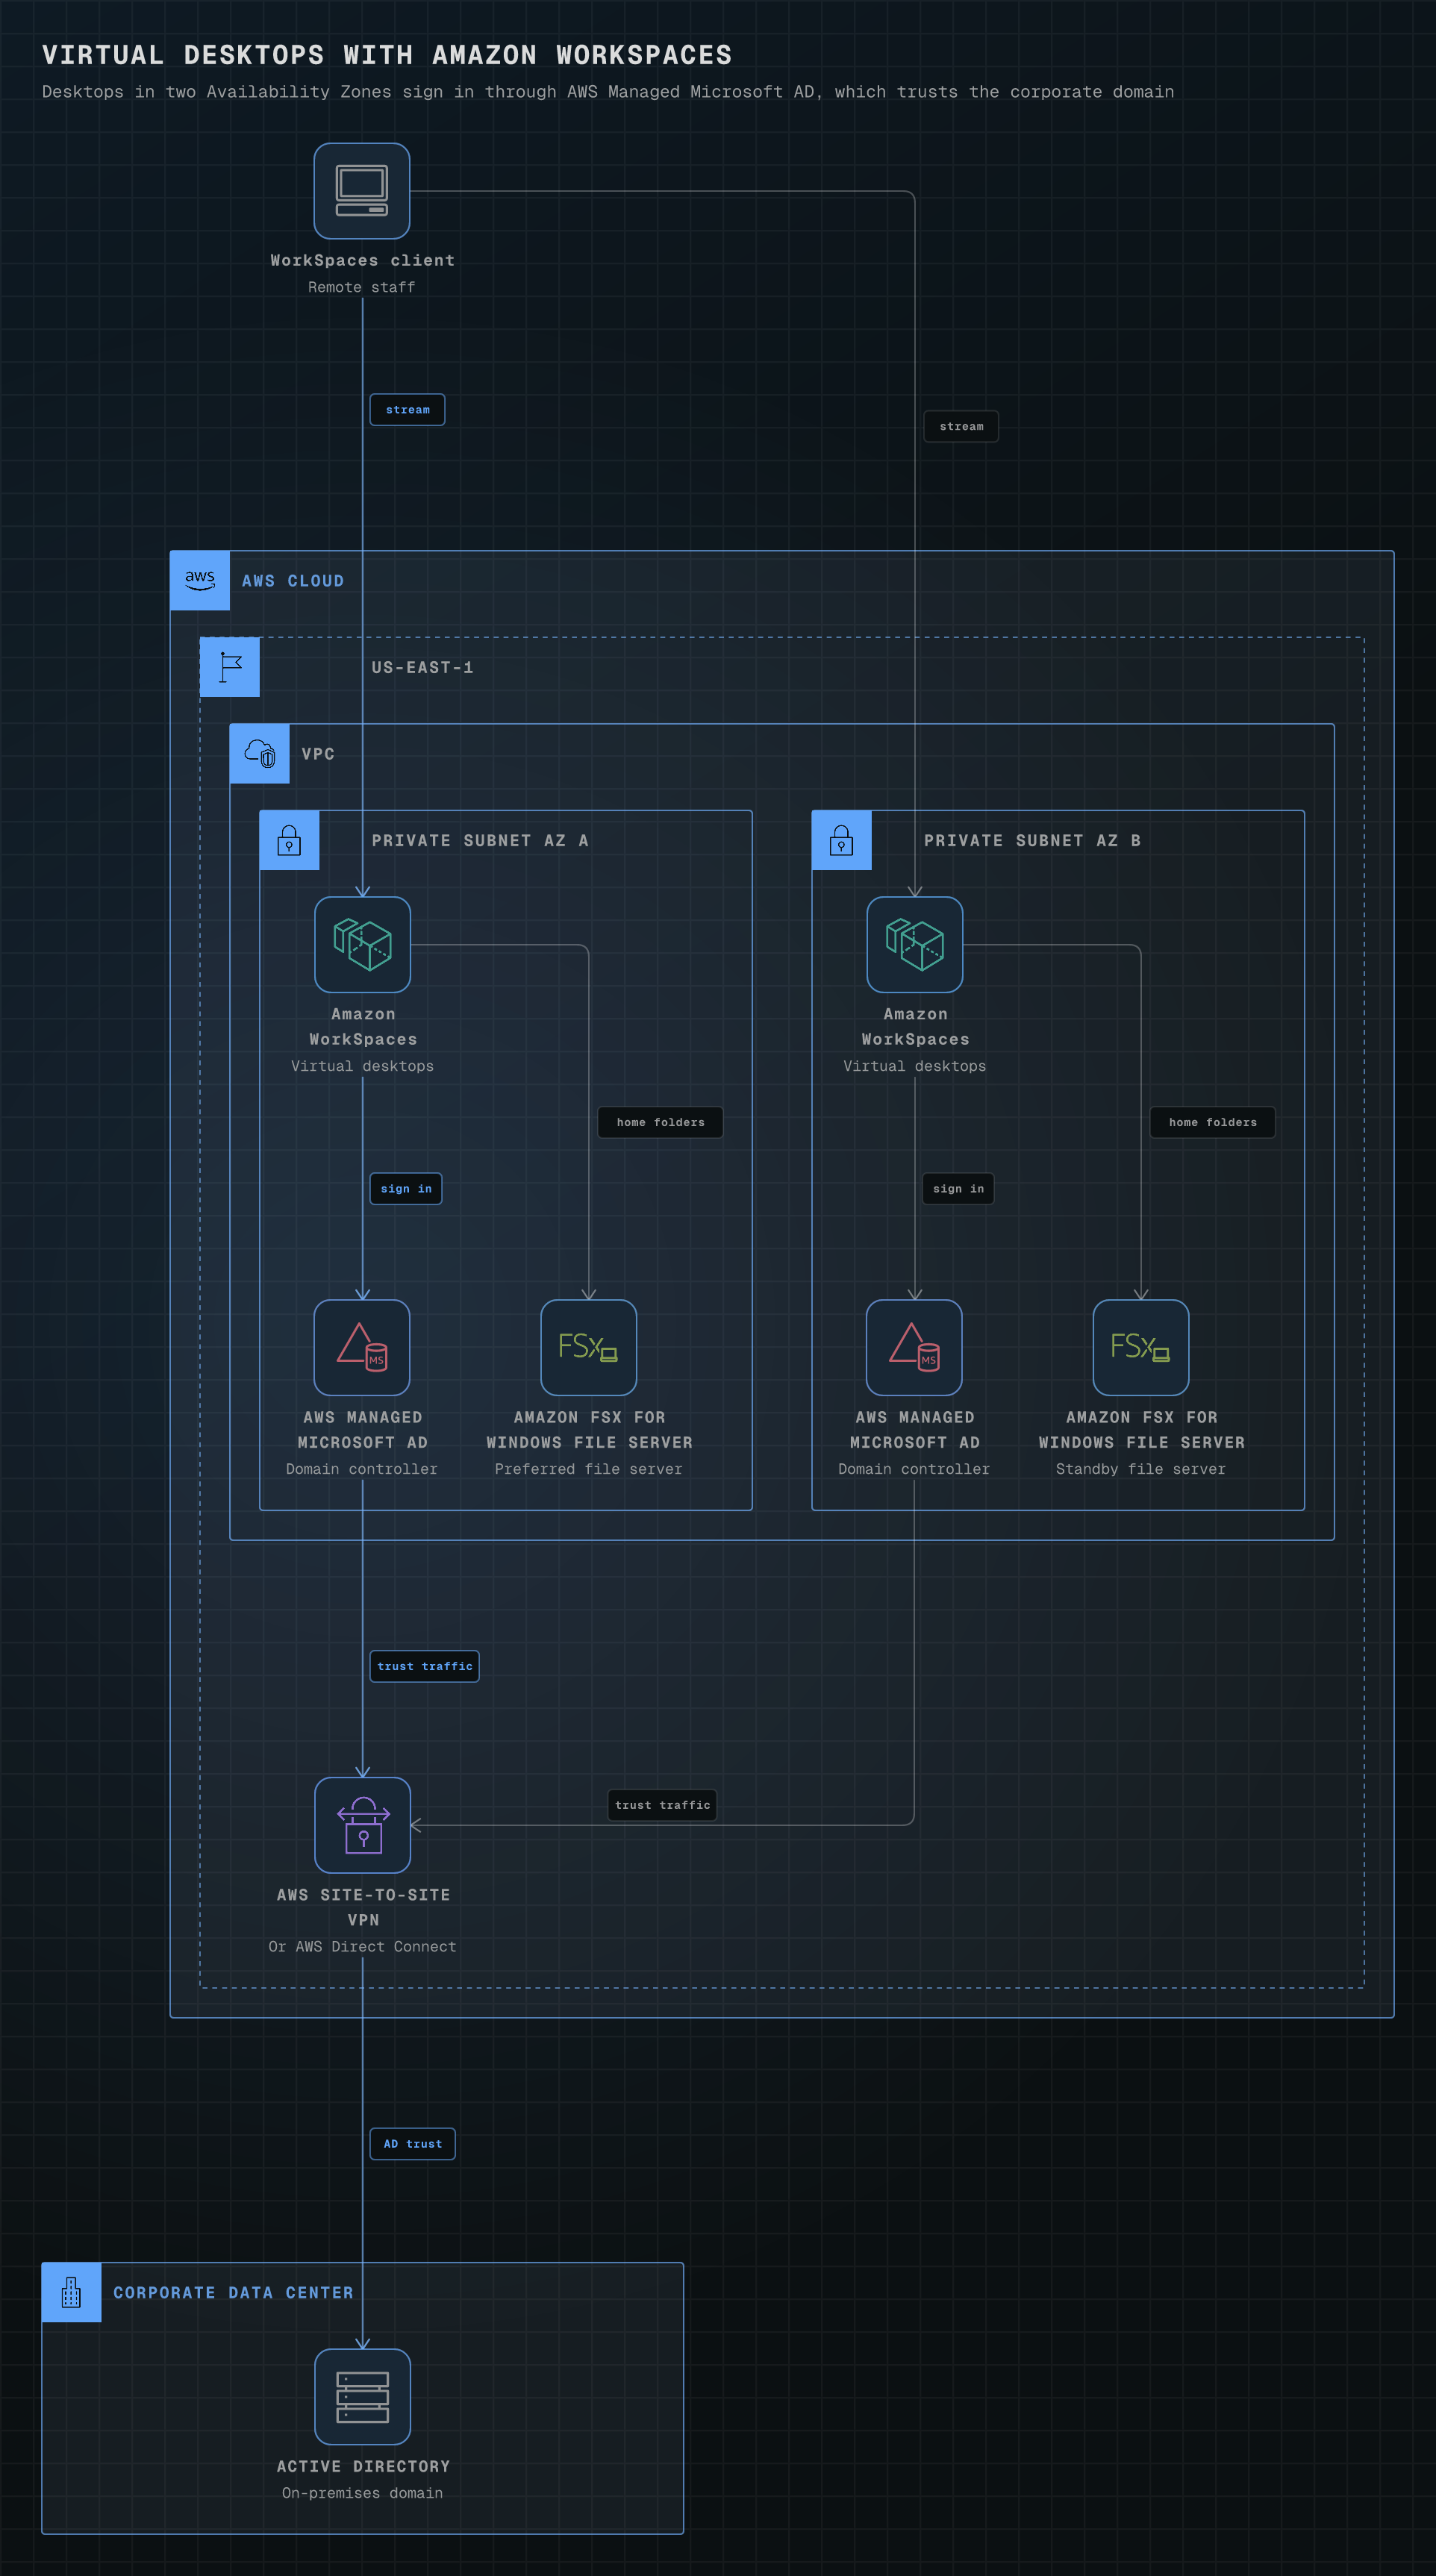 VIRTUAL DESKTOPS WITH AMAZON WORKSPACES
Desktops in two Availability Zones sign in through AWS Managed Microsoft AD, which trusts the corporate domain
WorkSpaces client
Remote staff
stream
stream
aws
AWS CLOUD
US-EAST-1
VPC
PRIVATE SUBNET AZ A
PRIVATE SUBNET AZ B
Amazon
WorkSpaces
Virtual desktops
Amazon
WorkSpaces
Virtual desktops
home folders
home folders
sign in
sign in
MS
FSx
MS
FSx
AWS MANAGED
MICROSOFT AD
Domain controller
AMAZON FSX FOR
WINDOWS FILE SERVER
Preferred file server
AWS MANAGED
MICROSOFT AD
Domain controller
AMAZON FSX FOR
WINDOWS FILE SERVER
Standby file server
trust traffic
trust traffic
AWS SITE-TO-SITE
VPN
Or AWS Direct Connect
AD trust
CORPORATE DATA CENTER
ACTIVE DIRECTORY
On-premises domain